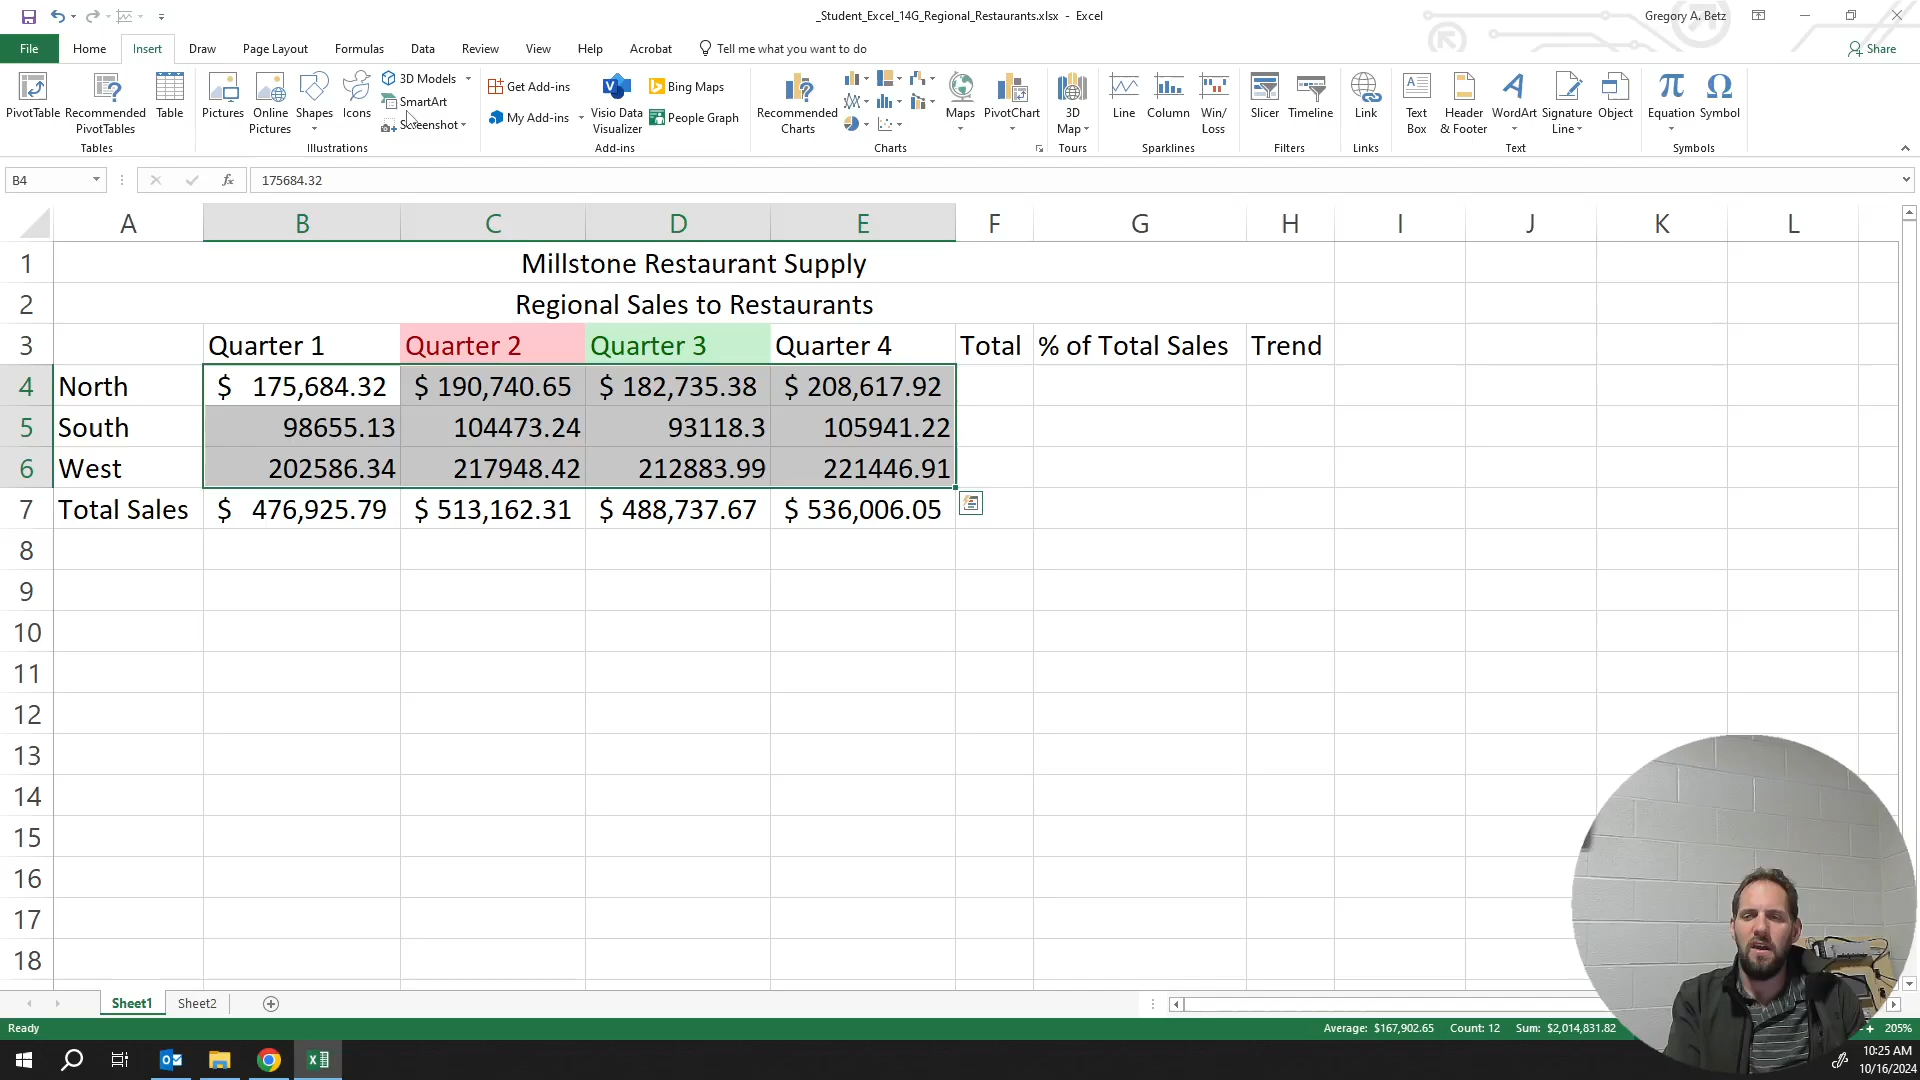 _Student_Excel_14G_Regional_Restaurants.xlsx - Excel
Gregory A. Betz
File Home Insert Draw Page Layout Formulas Data Review View Help Acrobat Tell me what you want to do Share
PivotTable
Recommended PivotTables
Table
Tables
Pictures
Online Pictures
Shapes
Icons
3D Models
SmartArt
Screenshot
Illustrations
Get Add-ins
My Add-ins
Visio Data Visualizer
Bing Maps
People Graph
Add-ins
Recommended Charts
Maps
PivotChart
Charts
3D Map
Tours
Line
Column
Win/ Loss
Sparklines
Slicer
Timeline
Filters
Link
Links
Text Box
Header & Footer
WordArt
Signature Line
Object
Text
Equation
Symbol
Symbols
B4 fx 175684.32
A B C D E F G H I J K L
1 Millstone Restaurant Supply
2 Regional Sales to Restaurants
3 Quarter 1 Quarter 2 Quarter 3 Quarter 4 Total % of Total Sales Trend
4 North $ 175,684.32 $ 190,740.65 $ 182,735.38 $ 208,617.92
5 South 98655.13 104473.24 93118.3 105941.22
6 West 202586.34 217948.42 212883.99 221446.91
7 Total Sales $ 476,925.79 $ 513,162.31 $ 488,737.67 $ 536,006.05
8
9
10
11
12
13
14
15
16
17
18
Sheet1 Sheet2
Ready Average: $167,902.65 Count: 12 Sum: $2,014,831.82 + 205%
10:25 AM
10/16/2024